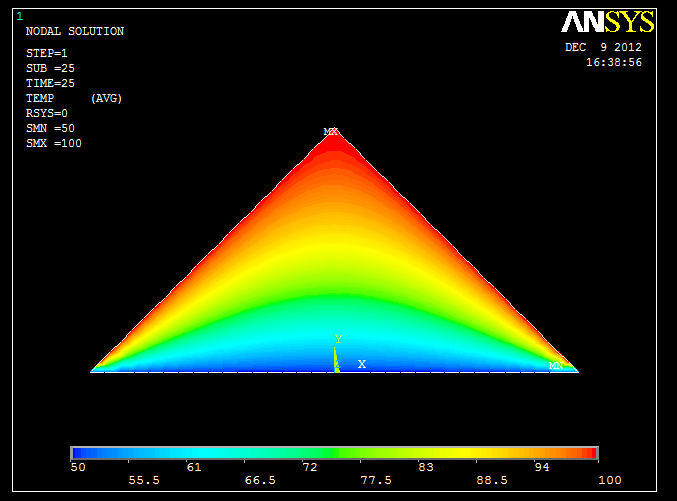 1
NODAL SOLUTION
STEP=1
SUB =25
TIME=25
TEMP (AVG)
RSYS=0
SMN =50
SMX =100
ANSYS
DEC 9 2012
16:38:56
MX
Y
X
MN
50 61 72 83 94
55.5 66.5 77.5 88.5 100